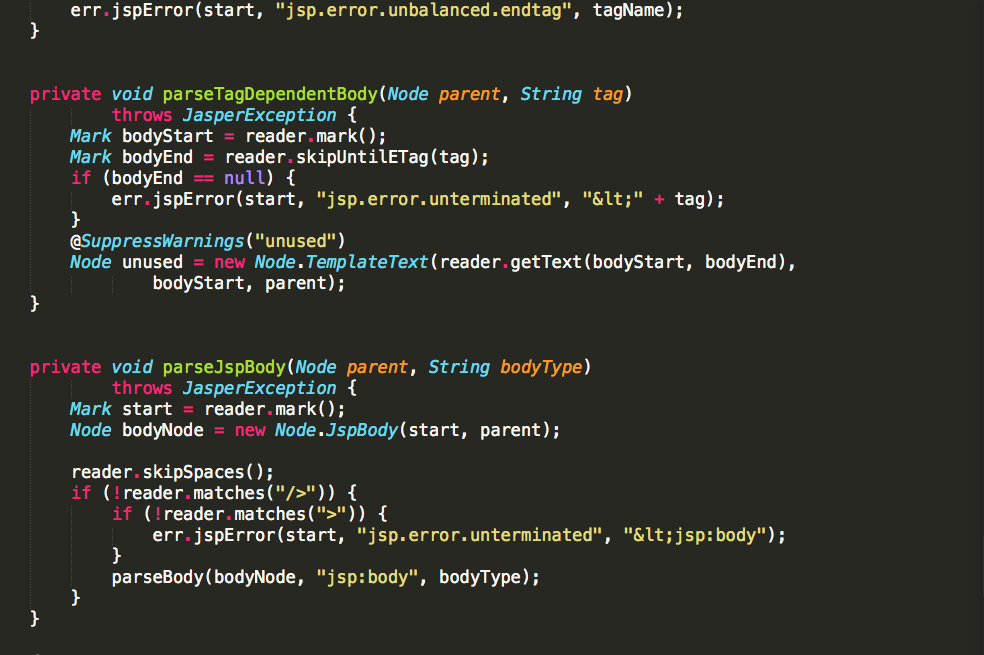 err.jspError(start, "jsp.error.unbalanced.endtag", tagName);
}
private void parseTagDependentBody(Node parent, String tag)
throws JasperException {
Mark bodyStart = reader.mark();
Mark bodyEnd = reader.skipUntilETag(tag);
if (bodyEnd == null) {
err.jspError(start, "jsp.error.unterminated", "&lt;" + tag);
}
@SuppressWarnings("unused")
Node unused = new Node.TemplateText(reader.getText(bodyStart, bodyEnd),
bodyStart, parent);
}
private void parseJspBody(Node parent, String bodyType)
throws JasperException {
Mark start = reader.mark();
Node bodyNode = new Node.JspBody(start, parent);
reader.skipSpaces();
if (!reader.matches("/>")) {
if (!reader.matches(">")) {
err.jspError(start, "jsp.error.unterminated", "&lt;jsp:body");
}
parseBody(bodyNode, "jsp:body", bodyType);
}
}